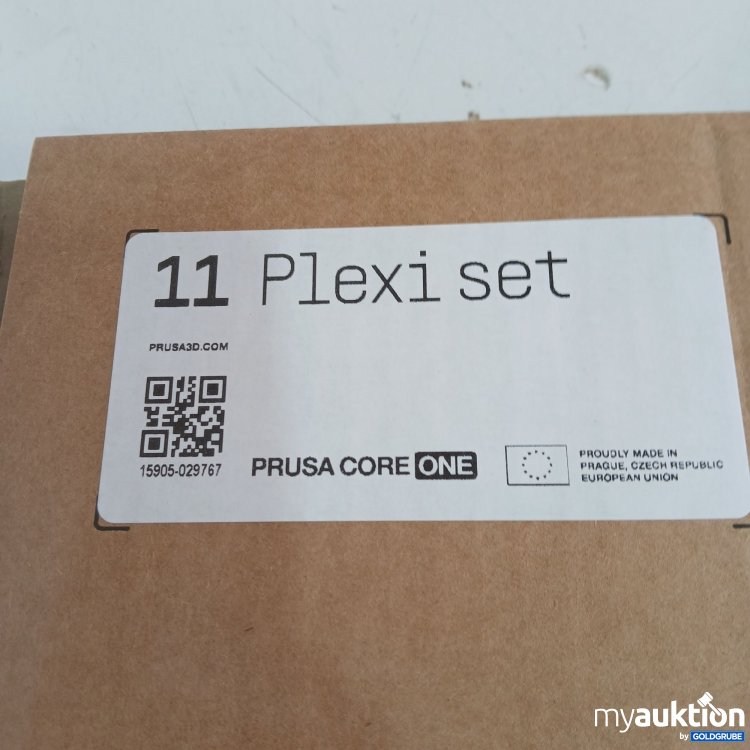 11 Plexi set
PRUSA3D.COM
15905-029767
PRUSA CORE ONE
PROUDLY MADE IN
PRAGUE, CZECH REPUBLIC
EUROPEAN UNION
myauktion
by GOLDGRUBE